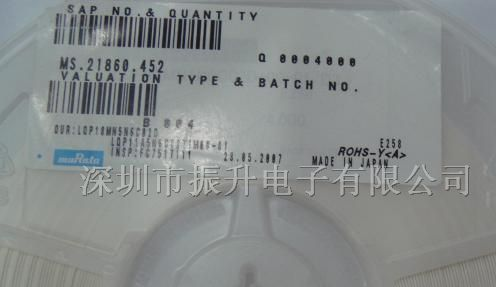 SAP NO.& QUANTITY
MS.21860.452 Q 0004000
VALUATION TYPE & BATCH NO.
B 004
OUR:LQP18MN5N6C02D
E258
ROHS-Y<A>
28.05.2007 MADE IN JAPAN
muRata
深圳市振升电子有限公司